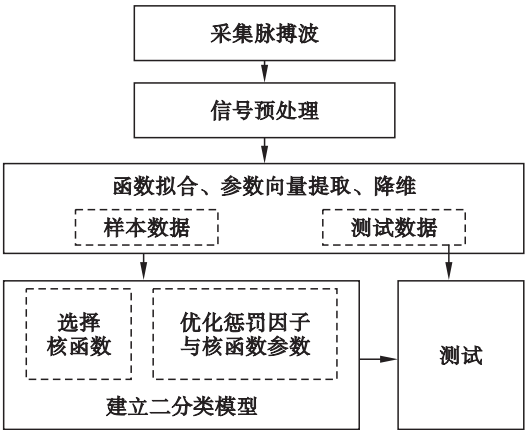 采集脉搏波
信号预处理
函数拟合、参数向量提取、降维
样本数据
测试数据
选择
核函数
优化惩罚因子
与核函数参数
建立二分类模型
测试